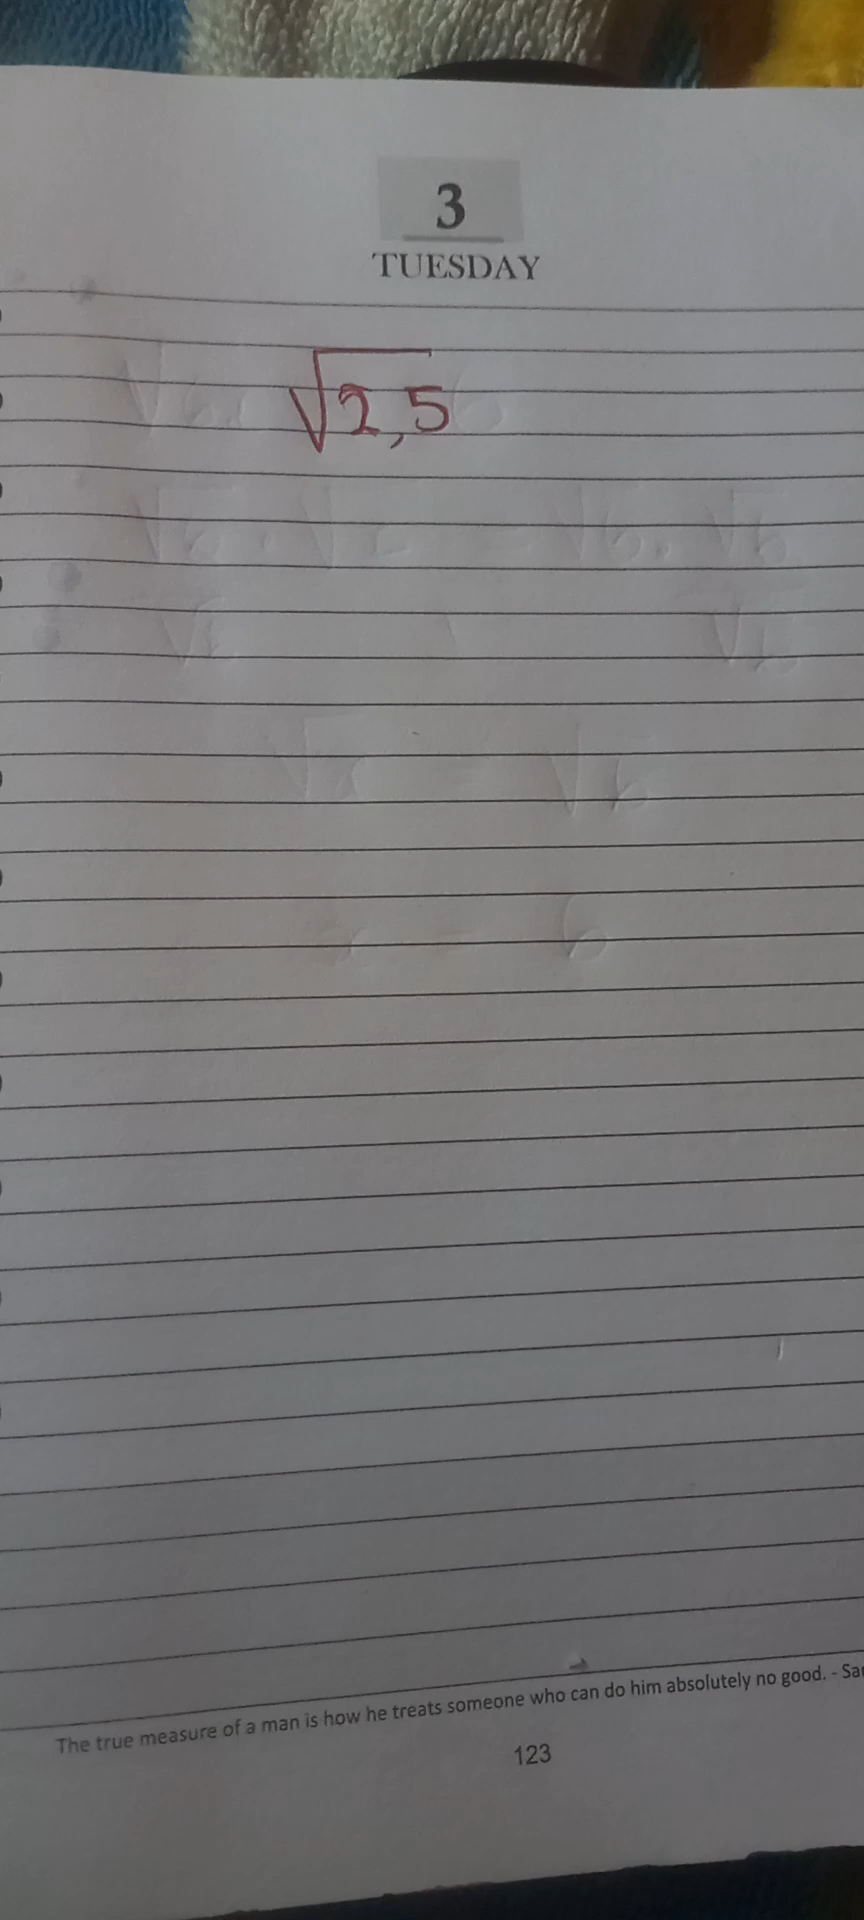 3
TUESDAY
√2,5
The true measure of a man is how he treats someone who can do him absolutely no good. -
123